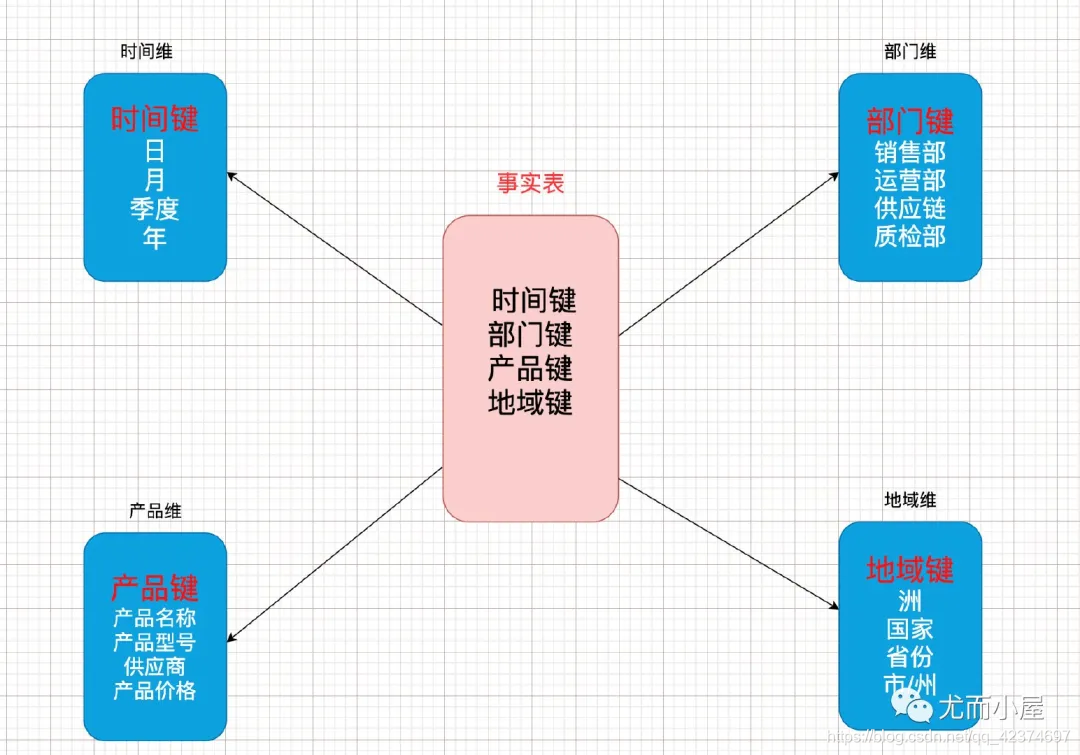 时间维
时间键
日
月
季度
年
部门维
部门键
销售部
运营部
供应链
质检部
事实表
时间键
部门键
产品键
地域键
产品维
产品键
产品名称
产品型号
供应商
产品价格
地域维
地域键
洲
国家
省份
市/州
尤而小屋
https://blog.csdn.net/qq_42374697